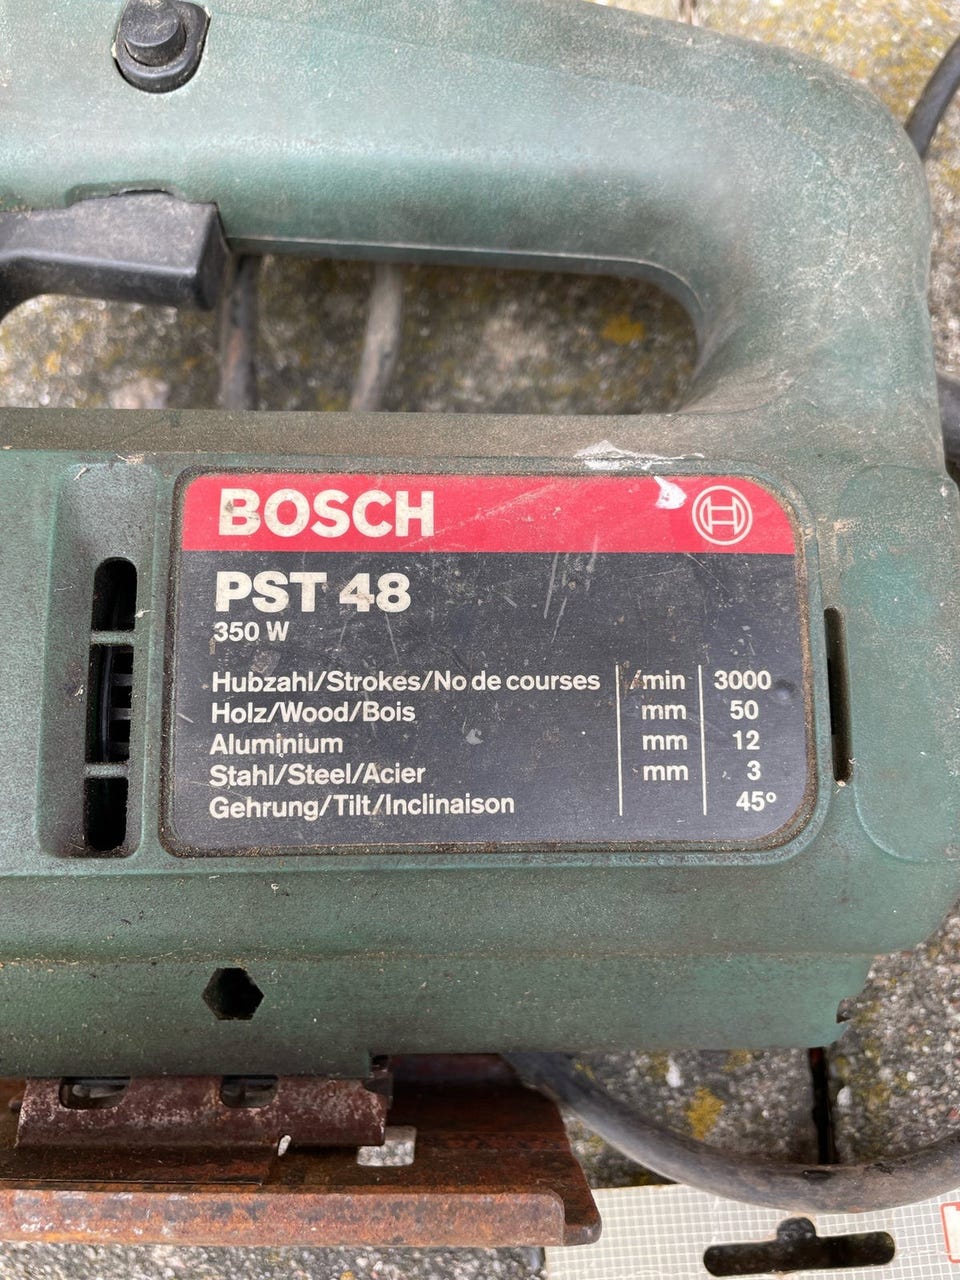 BOSCH
PST 48
350 W
Hubzahl/Strokes/No de courses /min 3000
Holz/Wood/Bois mm 50
Aluminium mm 12
Stahl/Steel/Acier mm 3
Gehrung/Tilt/Inclinaison 45°